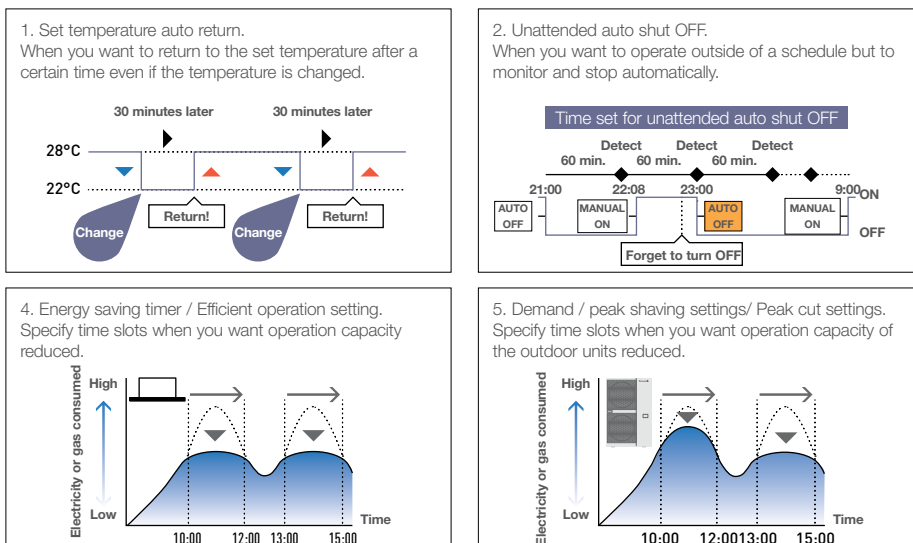 1. Set temperature auto return.
When you want to return to the set temperature after a
certain time even if the temperature is changed.
30 minutes later
30 minutes later
28°C
22°C
Change
Return!
Change
Return!
2. Unattended auto shut OFF.
When you want to operate outside of a schedule but to
monitor and stop automatically.
Time set for unattended auto shut OFF
Detect
Detect
Detect
60 min.
60 min.
60 min.
21:00
22:08
23:00
9:00
ON
AUTO
OFF
MANUAL
ON
AUTO
OFF
MANUAL
ON
OFF
Forget to turn OFF
4. Energy saving timer / Efficient operation setting.
Specify time slots when you want operation capacity
reduced.
Electricity or gas consumed
High
Low
Time
10:00
12:00
13:00
15:00
5. Demand / peak shaving settings/ Peak cut settings.
Specify time slots when you want operation capacity of
the outdoor units reduced.
Electricity or gas consumed
High
Low
Time
10:00
12:00
13:00
15:00